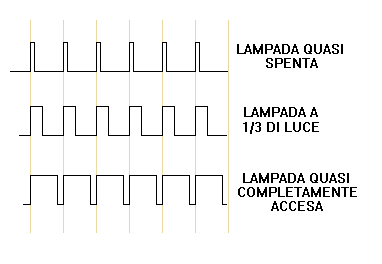 LAMPADA QUASI
SPENTA
LAMPADA A
1/3 DI LUCE
LAMPADA QUASI
COMPLETAMENTE
ACCESA